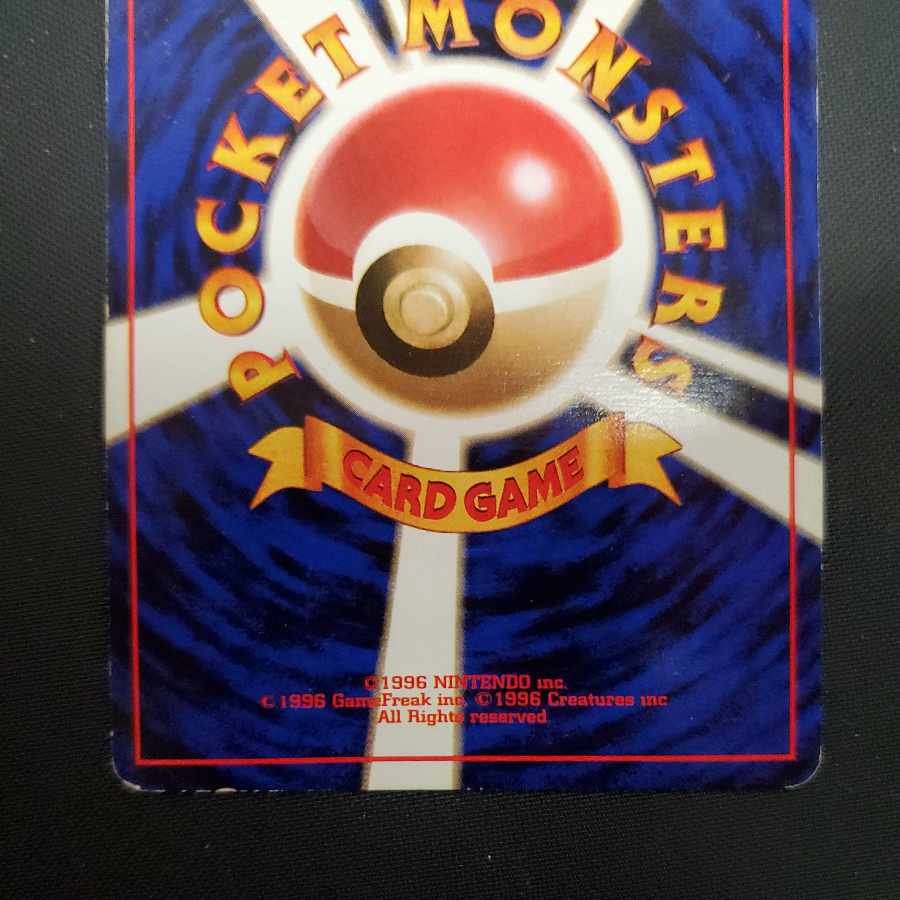 POCKET MONSTERS
CARD GAME
©1996 NINTENDO inc.
©1996 GameFreak inc. ©1996 Creatures inc
All Rights reserved